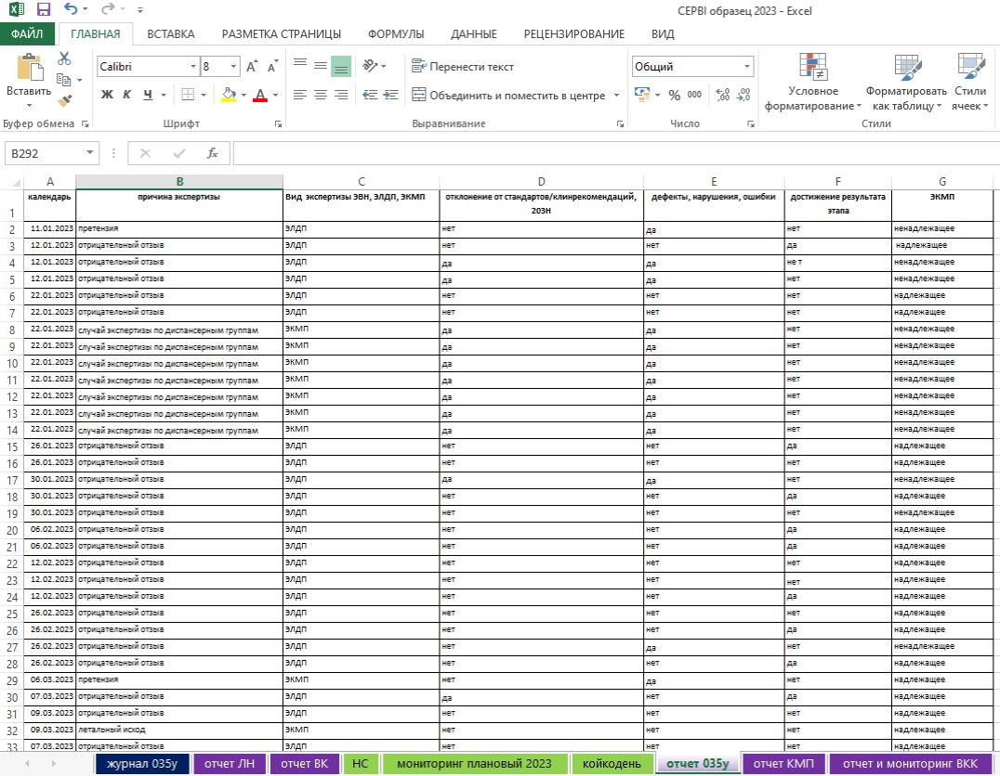 СЕРВІ образец 2023 - Excel
ФАЙЛ ГЛАВНАЯ ВСТАВКА РАЗМЕТКА СТРАНИЦЫ ФОРМУЛЫ ДАННЫЕ РЕЦЕНЗИРОВАНИЕ ВИД
Вставить
Calibri 8
Ж К Ч
Перенести текст
Объединить и поместить в центре
Общий
% 000
Условное форматирование
Форматировать как таблицу
Стили ячеек
Буфер обмена Шрифт Выравнивание Число Стили
B292 fx
A B C D E F G
1 календарь причина экспертизы Вид экспертизы ЭВН, ЭЛДП, ЭКМП отклонение от стандартов/клинрекомендаций, 203Н дефекты, нарушения, ошибки достижение результата этапа ЭКМП
2 11.01.2023 претензия ЭЛДП нет да нет ненадлежащее
3 12.01.2023 отрицательный отзыв ЭЛДП нет нет да надлежащее
4 12.01.2023 отрицательный отзыв ЭЛДП да да не т ненадлежащее
5 12.01.2023 отрицательный отзыв ЭЛДП да да нет ненадлежащее
6 22.01.2023 отрицательный отзыв ЭЛДП нет нет нет надлежащее
7 22.01.2023 отрицательный отзыв ЭЛДП нет нет нет надлежащее
8 22.01.2023 случай экспертизы по диспансерным группам ЭКМП да да нет ненадлежащее
9 22.01.2023 случай экспертизы по диспансерным группам ЭКМП да да нет ненадлежащее
10 22.01.2023 случай экспертизы по диспансерным группам ЭКМП да да нет ненадлежащее
11 22.01.2023 случай экспертизы по диспансерным группам ЭКМП да да нет ненадлежащее
12 22.01.2023 случай экспертизы по диспансерным группам ЭКМП да да нет ненадлежащее
13 22.01.2023 случай экспертизы по диспансерным группам ЭКМП да да нет ненадлежащее
14 22.01.2023 случай экспертизы по диспансерным группам ЭКМП да да нет ненадлежащее
15 26.01.2023 отрицательный отзыв ЭЛДП нет нет да надлежащее
16 26.01.2023 отрицательный отзыв ЭЛДП нет нет нет надлежащее
17 30.01.2023 отрицательный отзыв ЭЛДП да да нет ненадлежащее
18 30.01.2023 отрицательный отзыв ЭЛДП нет нет да надлежащее
19 30.01.2023 отрицательный отзыв ЭЛДП нет нет нет ненадлежащее
20 06.02.2023 отрицательный отзыв ЭЛДП нет нет да надлежащее
21 06.02.2023 отрицательный отзыв ЭЛДП нет нет да надлежащее
22 12.02.2023 отрицательный отзыв ЭЛДП нет нет нет надлежащее
23 12.02.2023 отрицательный отзыв ЭЛДП нет нет нет надлежащее
24 12.02.2023 отрицательный отзыв ЭЛДП нет нет да надлежащее
25 26.02.2023 отрицательный отзыв ЭЛДП нет нет нет надлежащее
26 26.02.2023 отрицательный отзыв ЭЛДП нет нет да надлежащее
27 26.02.2023 отрицательный отзыв ЭЛДП нет да нет ненадлежащее
28 26.02.2023 отрицательный отзыв ЭЛДП нет нет да надлежащее
29 06.03.2023 претензия ЭКМП нет да нет надлежащее
30 07.03.2023 отрицательный отзыв ЭЛДП да нет да надлежащее
31 09.03.2023 отрицательный отзыв ЭЛДП нет нет нет надлежащее
32 09.03.2023 летальный исход ЭКМП нет нет нет надлежащее
33 07.03.2023 отрицательный отзыв ЭЛДП нет нет нет надлежащее
журнал 035у отчет ЛН отчет ВК НС мониторинг плановый 2023 койкодень отчет 035у отчет КМП отчет и мониторинг ВКК